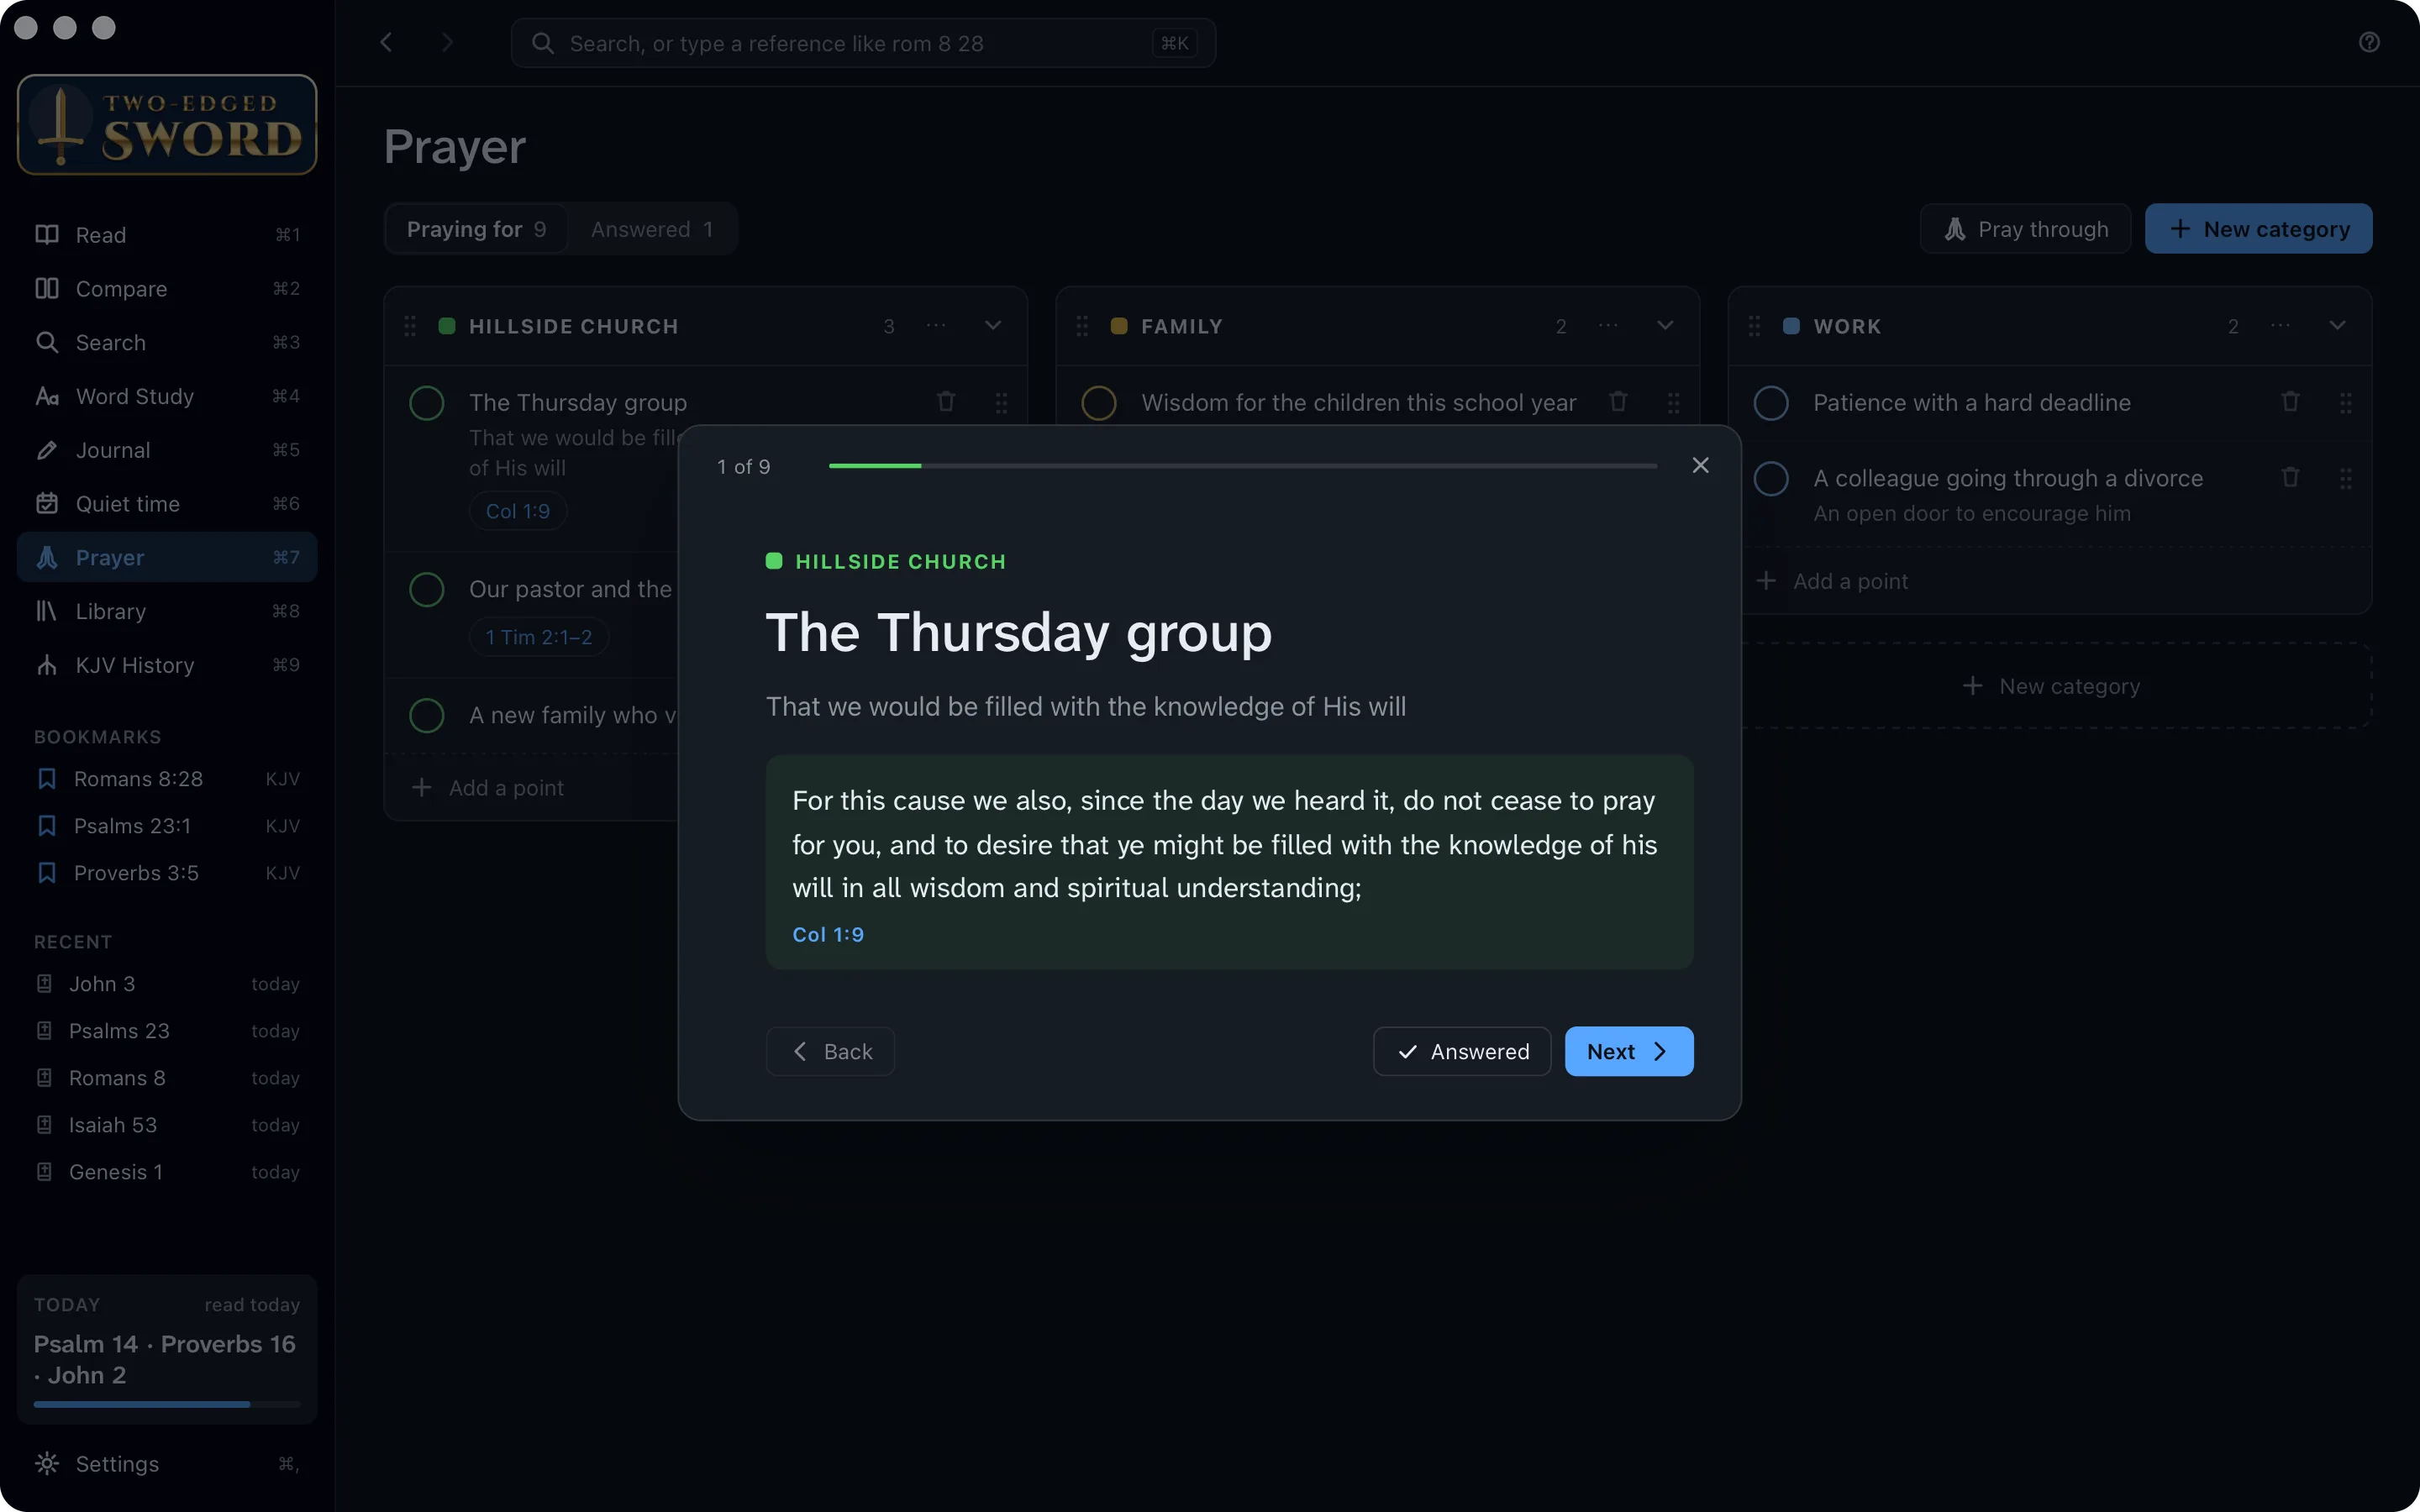 TWO-EDGED
SWORD
Read ⌘1
Compare ⌘2
Search ⌘3
Word Study ⌘4
Journal ⌘5
Quiet time ⌘6
Prayer ⌘7
Library ⌘8
KJV History ⌘9
BOOKMARKS
Romans 8:28 KJV
Psalms 23:1 KJV
Proverbs 3:5 KJV
RECENT
John 3 today
Psalms 23 today
Romans 8 today
Isaiah 53 today
Genesis 1 today
TODAY read today
Psalm 14 · Proverbs 16
· John 2
Settings ⌘,
Search, or type a reference like rom 8 28 ⌘K
Prayer
Praying for 9 Answered 1
Pray through + New category
HILLSIDE CHURCH 3 ···
The Thursday group
That we would be fille
of His will
Col 1:9
Our pastor and the
1 Tim 2:1–2
A new family who v
+ Add a point
FAMILY 2 ···
Wisdom for the children this school year
WORK 2 ···
Patience with a hard deadline
A colleague going through a divorce
An open door to encourage him
+ Add a point
+ New category
1 of 9
HILLSIDE CHURCH
The Thursday group
That we would be filled with the knowledge of His will
For this cause we also, since the day we heard it, do not cease to pray
for you, and to desire that ye might be filled with the knowledge of his
will in all wisdom and spiritual understanding;
Col 1:9
Back
Answered
Next